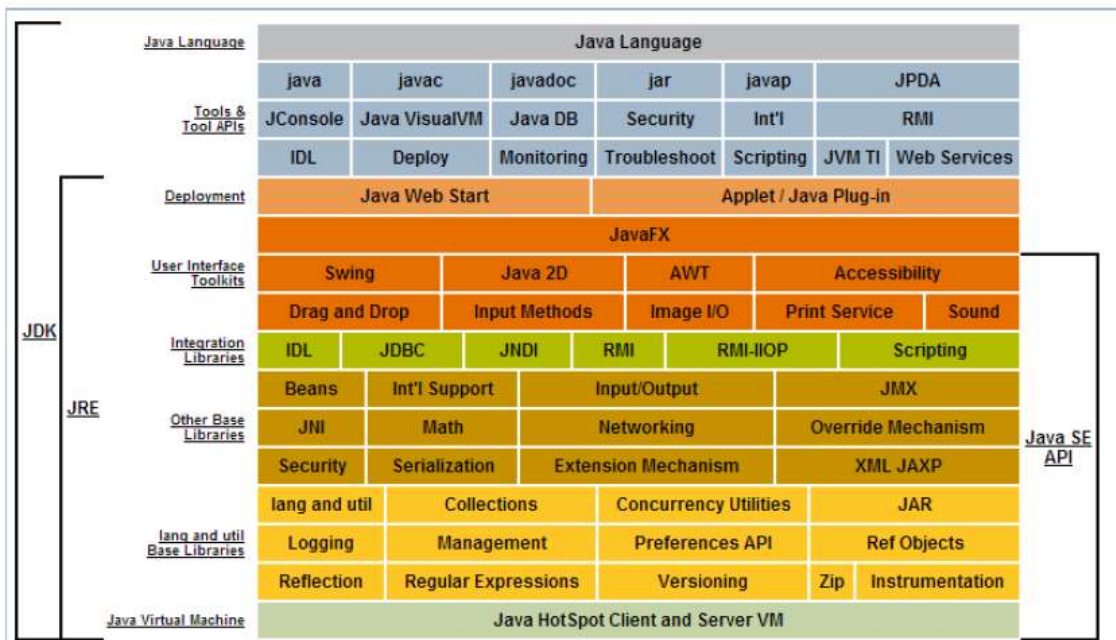 Java Language Java Language
java javac javadoc jar javap JPDA
Tools &
Tool APIs
JConsole Java VisualVM Java DB Security Int'l RMI
IDL Deploy Monitoring Troubleshoot Scripting JVM TI Web Services
Deployment Java Web Start Applet / Java Plug-in
JavaFX
User Interface
Toolkits
Swing Java 2D AWT Accessibility
Drag and Drop Input Methods Image I/O Print Service Sound
JDK
Integration
Libraries
IDL JDBC JNDI RMI RMI-IIOP Scripting
Beans Int'l Support Input/Output JMX
JRE
Other Base
Libraries
JNI Math Networking Override Mechanism
Java SE
API
Security Serialization Extension Mechanism XML JAXP
lang and util Collections Concurrency Utilities JAR
lang and util
Base Libraries
Logging Management Preferences API Ref Objects
Reflection Regular Expressions Versioning Zip Instrumentation
Java Virtual Machine Java HotSpot Client and Server VM